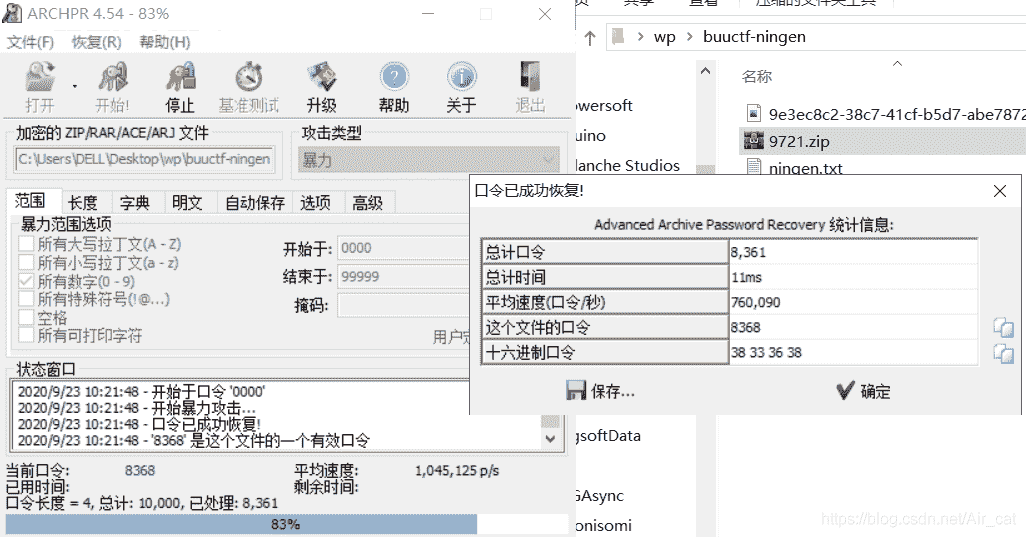 ARCHPR 4.54 - 83%
文件(F) 恢复(R) 帮助(H)
打开 开始! 停止 基准测试 升级 帮助 关于 退出
加密的 ZIP/RAR/ACE/ARJ 文件
攻击类型
C:\Users\DELL\Desktop\wp\buuctf-ningen
暴力
范围 长度 字典 明文 自动保存 选项 高级
暴力范围选项
所有大写拉丁文(A - Z)
所有小写拉丁文(a - z)
所有数字(0 - 9)
所有特殊符号(!@...)
空格
所有可打印字符
开始于: 0000
结束于: 99999
掩码:
状态窗口
2020/9/23 10:21:48 - 开始于口令 '0000'
2020/9/23 10:21:48 - 开始暴力攻击...
2020/9/23 10:21:48 - 口令已成功恢复!
2020/9/23 10:21:48 - '8368' 是这个文件的一个有效口令
当前口令: 8368 平均速度: 1,045,125 p/s
已用时间: 剩余时间:
口令长度 = 4, 总计: 10,000, 已处理: 8,361
83%
共享 查看 压缩的文件夹工具
wp buuctf-ningen
名称
9e3ec8c2-38c7-41cf-b5d7-abe7872
9721.zip
ningen.txt
owersoft
uino
lanche Studios
口令已成功恢复!
Advanced Archive Password Recovery 统计信息:
总计口令 8,361
总计时间 11ms
平均速度(口令/秒) 760,090
这个文件的口令 8368
十六进制口令 38 33 36 38
保存... 确定
gsoftData
GAsync
onisomi
https://blog.csdn.net/Air_cat